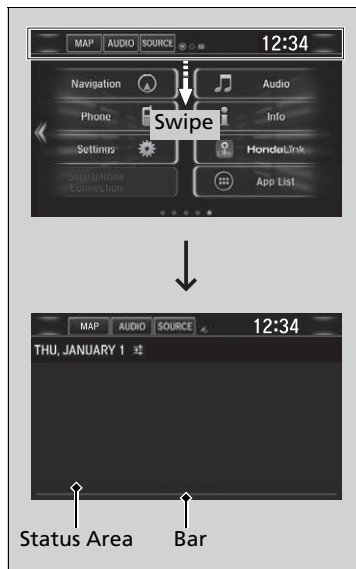 MAP AUDIO SOURCE 12:34
Navigation Audio
Phone Swipe Info
Settings HondaLink
Smartphone App List
Connection
MAP AUDIO SOURCE 12:34
THU, JANUARY 1
Status Area Bar